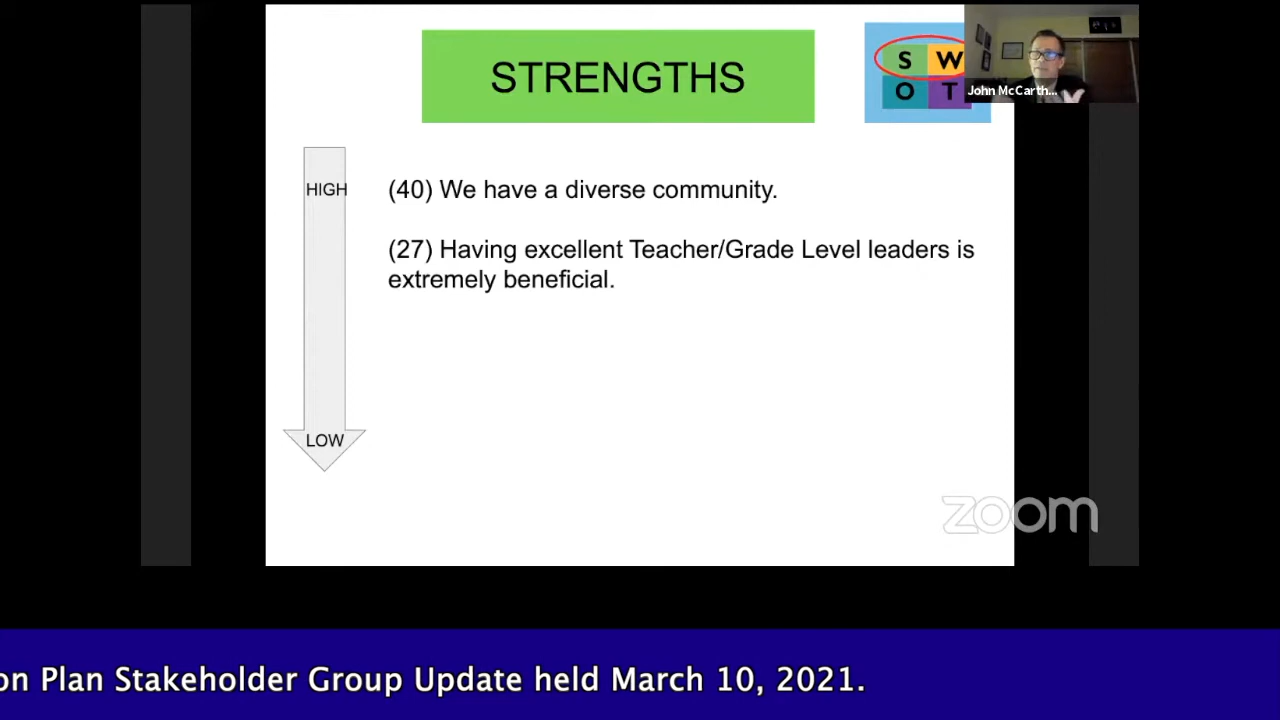 STRENGTHS
S W
O T
John McCarth...
HIGH
(40) We have a diverse community.
(27) Having excellent Teacher/Grade Level leaders is
extremely beneficial.
LOW
zoom
on Plan Stakeholder Group Update held March 10, 2021.